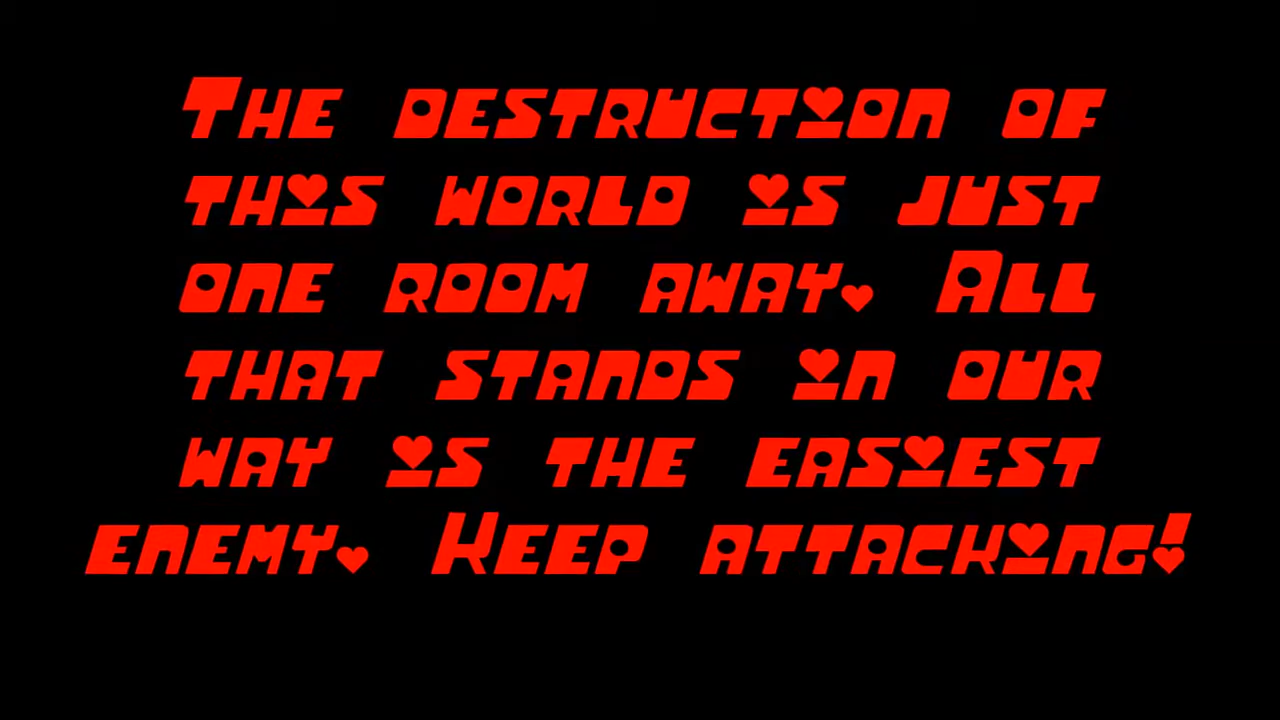 The destruction of
this world is just
one room away. All
that stands in our
way is the easiest
enemy. Keep attacking!